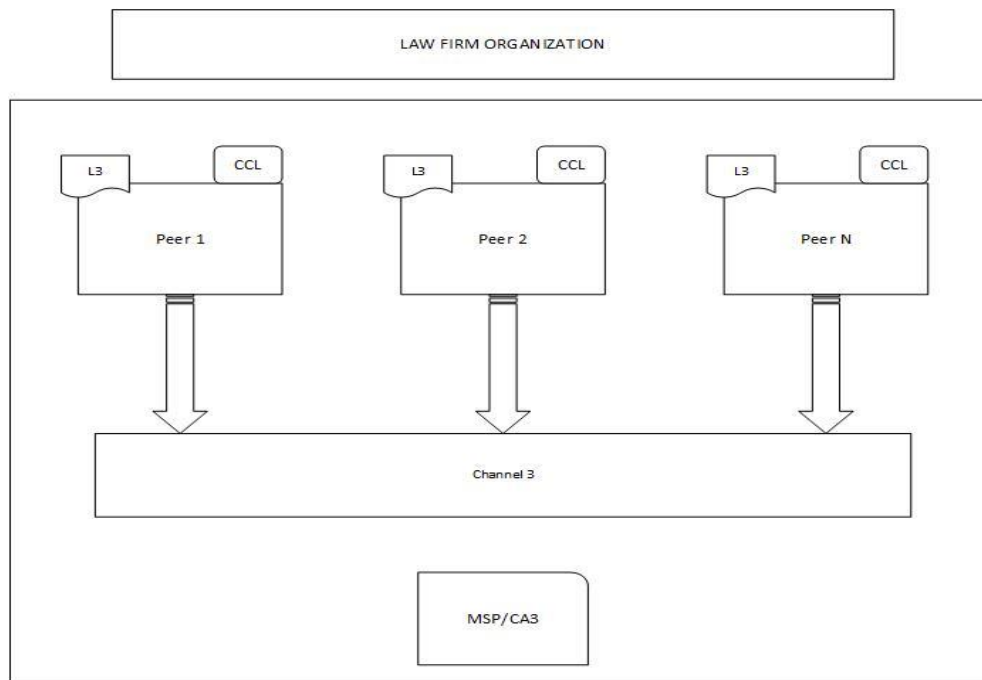 LAW FIRM ORGANIZATION
L3
CCL
L3
CCL
L3
CCL
Peer 1
Peer 2
Peer N
Channel 3
MSP/CA3